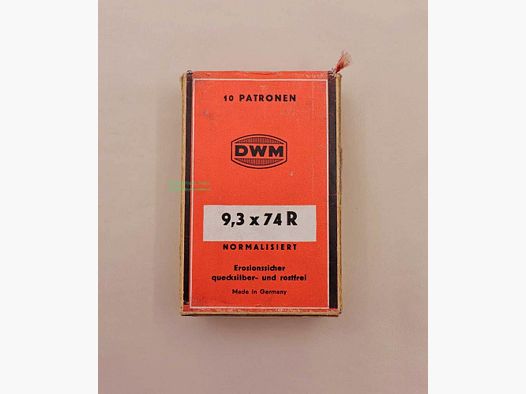 10 PATRONEN
DWM
9,3 x 74 R
NORMALISIERT
Erosionssicher
quecksilber- und rostfrei
Made in Germany